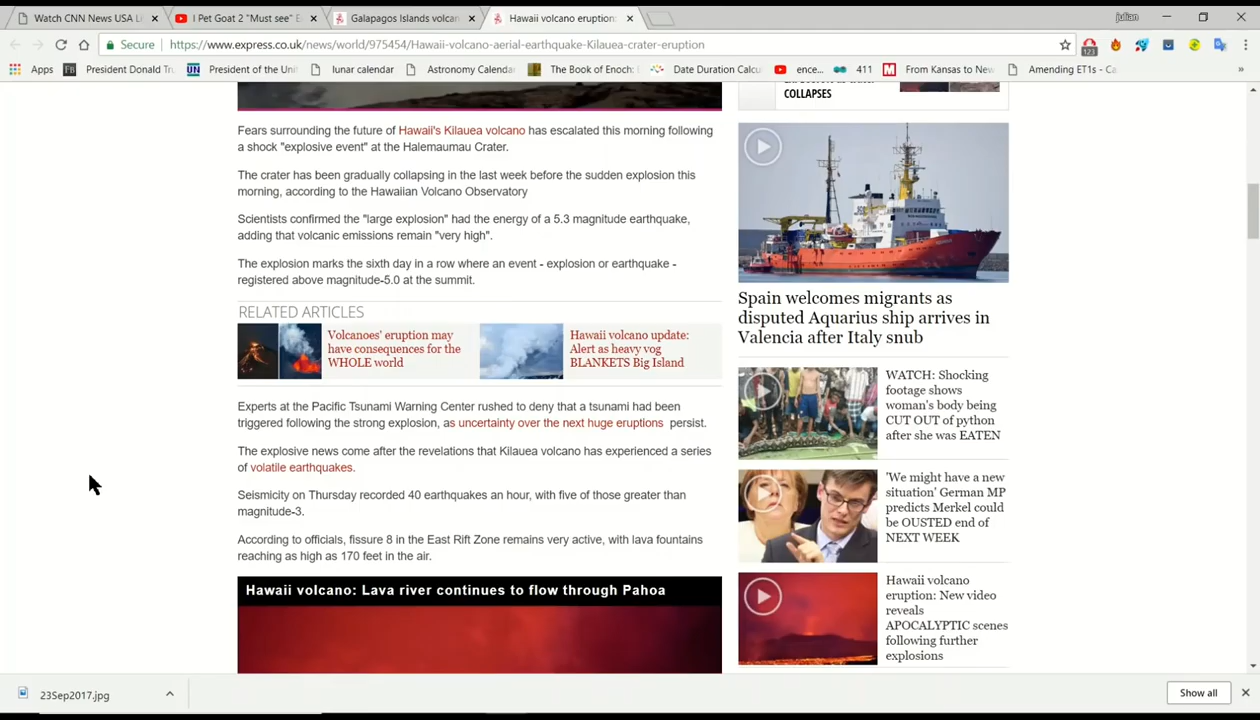 Watch CNN News USA Li
I Pet Goat 2 "Must see" E
Galapagos Islands volcan
Hawaii volcano eruption:
julian
Secure
https://www.express.co.uk/news/world/975454/Hawaii-volcano-aerial-earthquake-Kilauea-crater-eruption
123
Apps
FB
President Donald Tr
UN
President of the Uni
lunar calendar
Astronomy Calenda
The Book of Enoch:
Date Duration Calcu
ence...
411
M
From Kansas to New
Amending ET1s - Ca
»
COLLAPSES
Fears surrounding the future of Hawaii's Kilauea volcano has escalated this morning following
a shock "explosive event" at the Halemaumau Crater.
The crater has been gradually collapsing in the last week before the sudden explosion this
morning, according to the Hawaiian Volcano Observatory
Scientists confirmed the "large explosion" had the energy of a 5.3 magnitude earthquake,
adding that volcanic emissions remain "very high".
The explosion marks the sixth day in a row where an event - explosion or earthquake -
registered above magnitude-5.0 at the summit.
RELATED ARTICLES
Volcanoes' eruption may
have consequences for the
WHOLE world
Hawaii volcano update:
Alert as heavy vog
BLANKETS Big Island
Experts at the Pacific Tsunami Warning Center rushed to deny that a tsunami had been
triggered following the strong explosion, as uncertainty over the next huge eruptions persist.
The explosive news come after the revelations that Kilauea volcano has experienced a series
of volatile earthquakes.
Seismicity on Thursday recorded 40 earthquakes an hour, with five of those greater than
magnitude-3.
According to officials, fissure 8 in the East Rift Zone remains very active, with lava fountains
reaching as high as 170 feet in the air.
Hawaii volcano: Lava river continues to flow through Pahoa
Spain welcomes migrants as
disputed Aquarius ship arrives in
Valencia after Italy snub
WATCH: Shocking
footage shows
woman's body being
CUT OUT of python
after she was EATEN
'We might have a new
situation' German MP
predicts Merkel could
be OUSTED end of
NEXT WEEK
Hawaii volcano
eruption: New video
reveals
APOCALYPTIC scenes
following further
explosions
23Sep2017.jpg
Show all